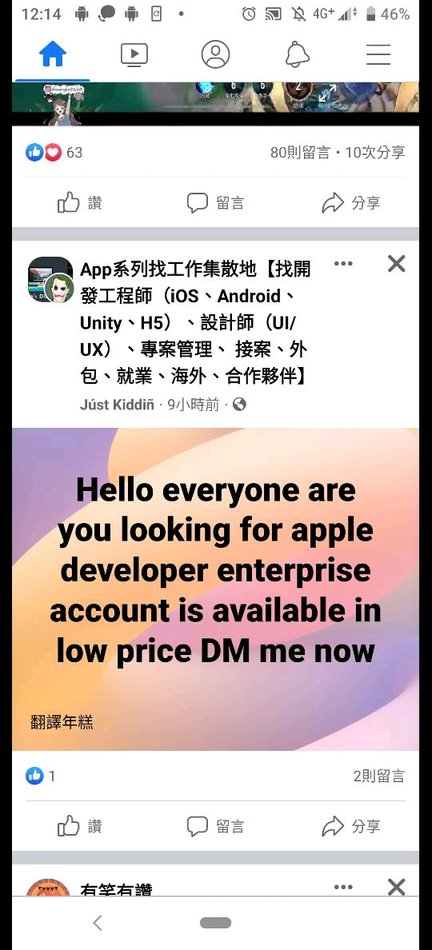 12:14
4G+
46%
63
80則留言・10次分享
讚
留言
分享
App系列找工作集散地【找開
發工程師（iOS、Android、
Unity、H5）、設計師（UI/
UX）、專案管理、 接案、外
包、就業、海外、合作夥伴】
Júst Kiddiñ · 9小時前 ·
Hello everyone are
you looking for apple
developer enterprise
account is available in
low price DM me now
翻譯年糕
1
2則留言
讚
留言
分享
有笑有讚